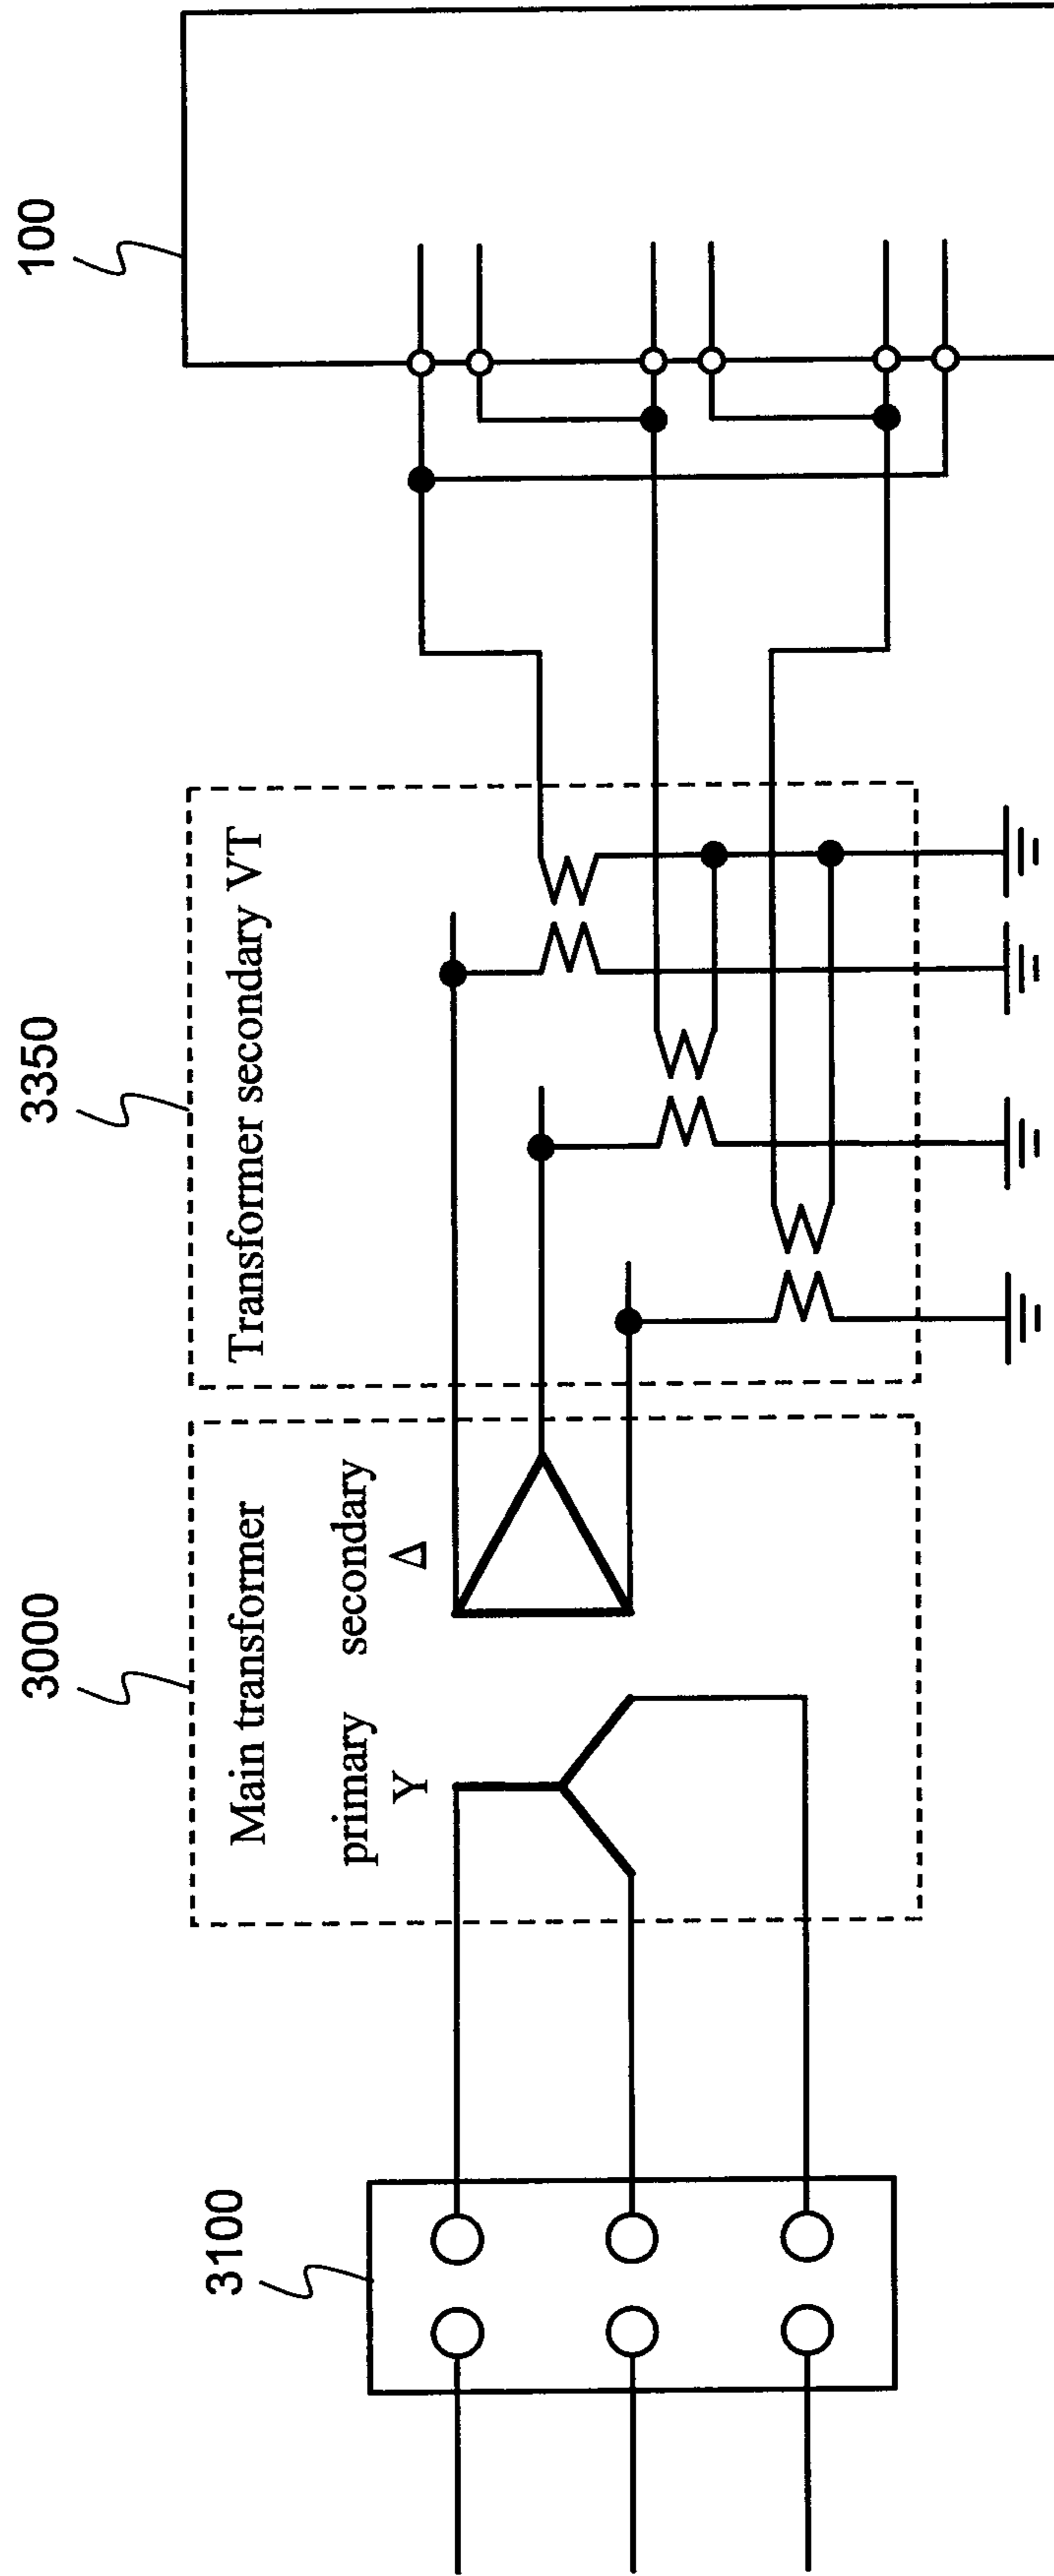 3100
3000
3350
100
Main transformer
primary
secondary
Y
Δ
Transformer secondary VT